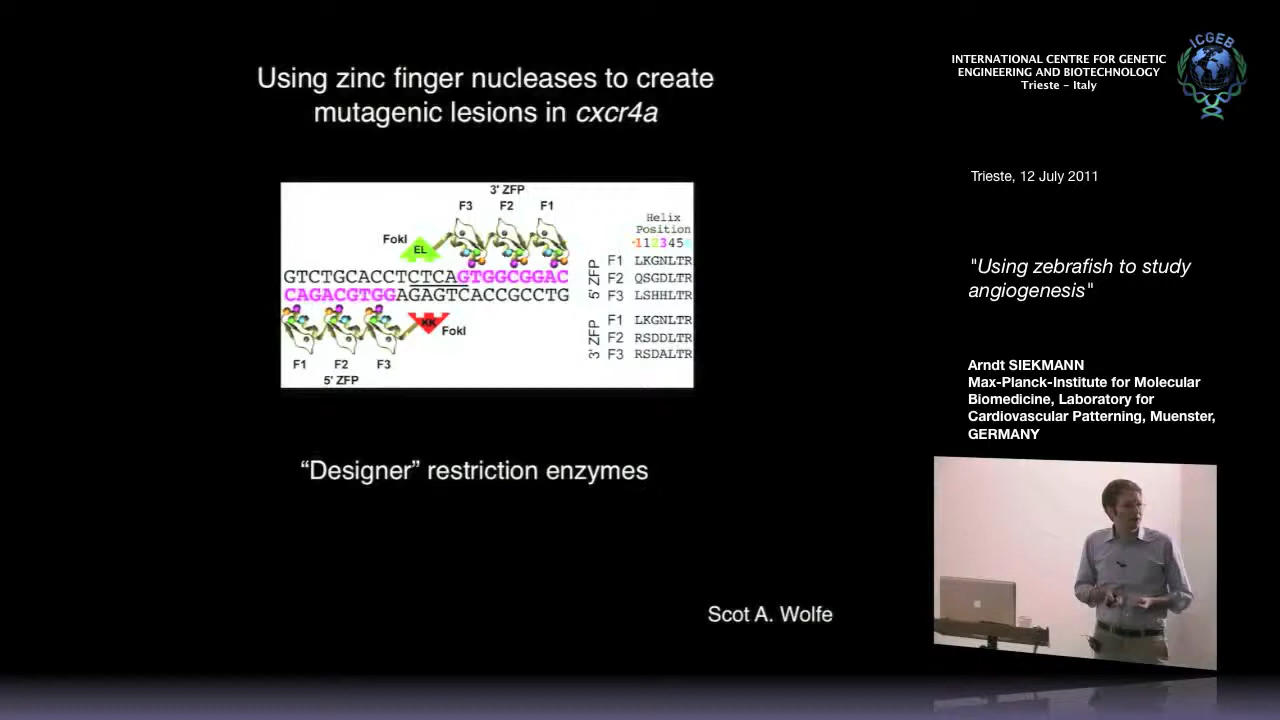 Using zinc finger nucleases to create
mutagenic lesions in cxcr4a
3' ZFP
F3 F2 F1
FokI
EL
GTCTGCACCTCTCAGTGGCGGAC
CAGACGTGGAGAGTCACCGCCTG
KK
FokI
F1 F2 F3
5' ZFP
Helix
Position
-1123456
5' ZFP
F1 LKGNLTR
F2 QSGDLTR
F3 LSHHLTR
3' ZFP
F1 LKGNLTR
F2 RSDDLTR
F3 RSDALTR
“Designer” restriction enzymes
Scot A. Wolfe
INTERNATIONAL CENTRE FOR GENETIC
ENGINEERING AND BIOTECHNOLOGY
Trieste - Italy
ICGEB
Trieste, 12 July 2011
"Using zebrafish to study
angiogenesis"
Arndt SIEKMANN
Max-Planck-Institute for Molecular
Biomedicine, Laboratory for
Cardiovascular Patterning, Muenster,
GERMANY